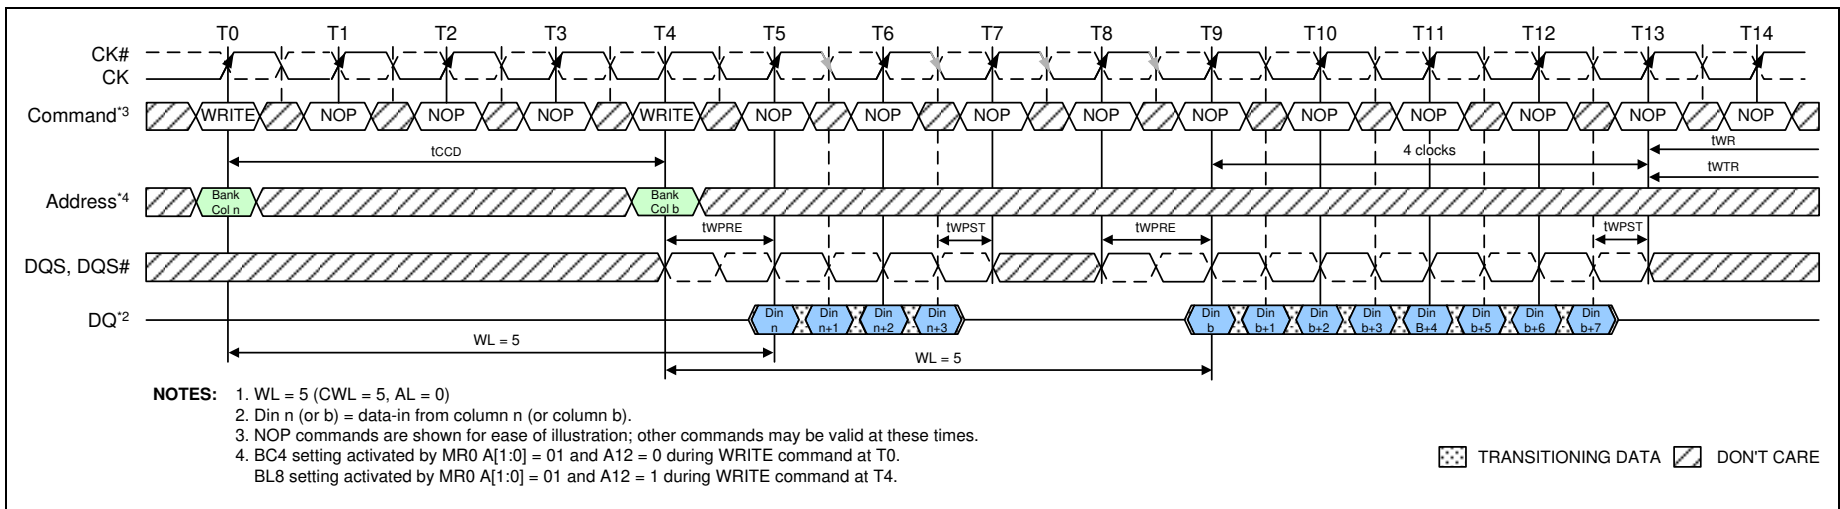 T0 T1 T2 T3 T4 T5 T6 T7 T8 T9 T10 T11 T12 T13 T14
CK#
CK
Command*3 WRITE NOP NOP NOP WRITE NOP NOP NOP NOP NOP NOP NOP NOP NOP NOP
tCCD 4 clocks tWR
tWTR
Address*4 Bank Col n Bank Col b
tWPRE tWPST tWPRE tWPST
DQS, DQS#
DQ*2 Din n Din n+1 Din n+2 Din n+3 Din b Din b+1 Din b+2 Din b+3 Din B+4 Din b+5 Din b+6 Din b+7
WL = 5
WL = 5
NOTES: 1. WL = 5 (CWL = 5, AL = 0)
2. Din n (or b) = data-in from column n (or column b).
3. NOP commands are shown for ease of illustration; other commands may be valid at these times.
4. BC4 setting activated by MR0 A[1:0] = 01 and A12 = 0 during WRITE command at T0.
BL8 setting activated by MR0 A[1:0] = 01 and A12 = 1 during WRITE command at T4.
TRANSITIONING DATA DON'T CARE